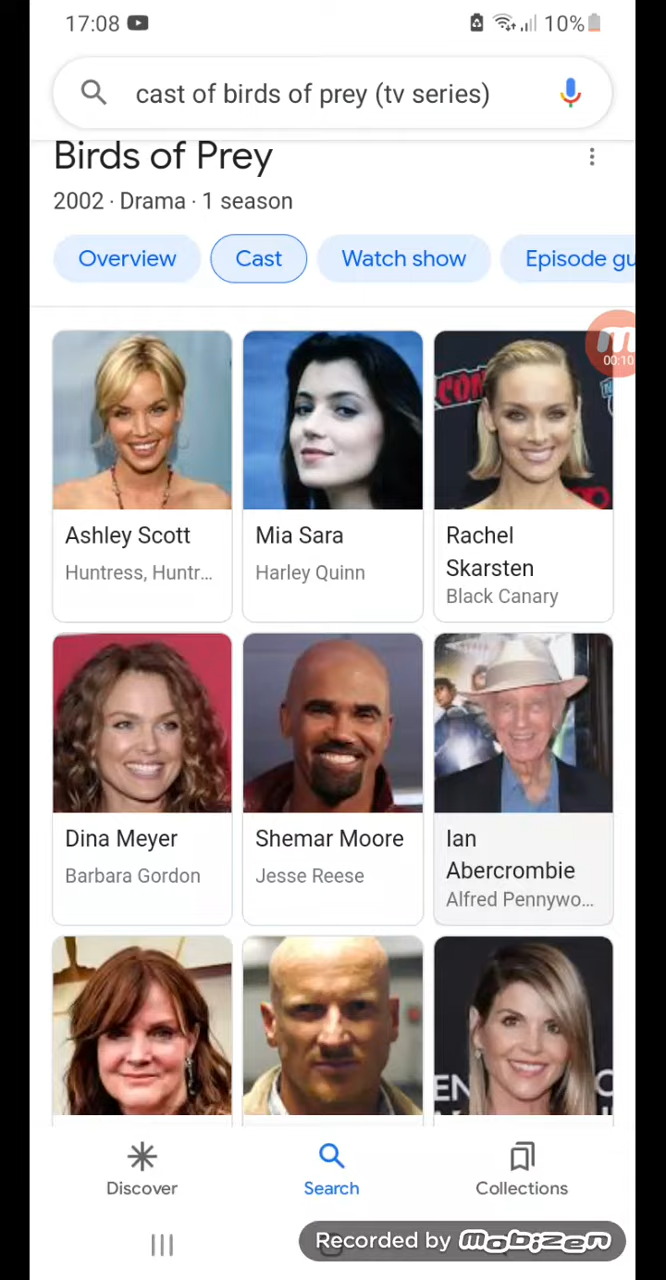 17:08
10%
cast of birds of prey (tv series)
Birds of Prey
2002 · Drama · 1 season
Overview
Cast
Watch show
Episode gu
00:10
Ashley Scott
Huntress, Huntr...
Mia Sara
Harley Quinn
Rachel
Skarsten
Black Canary
Dina Meyer
Barbara Gordon
Shemar Moore
Jesse Reese
Ian
Abercrombie
Alfred Pennywo...
Discover
Search
Collections
Recorded by mobizen